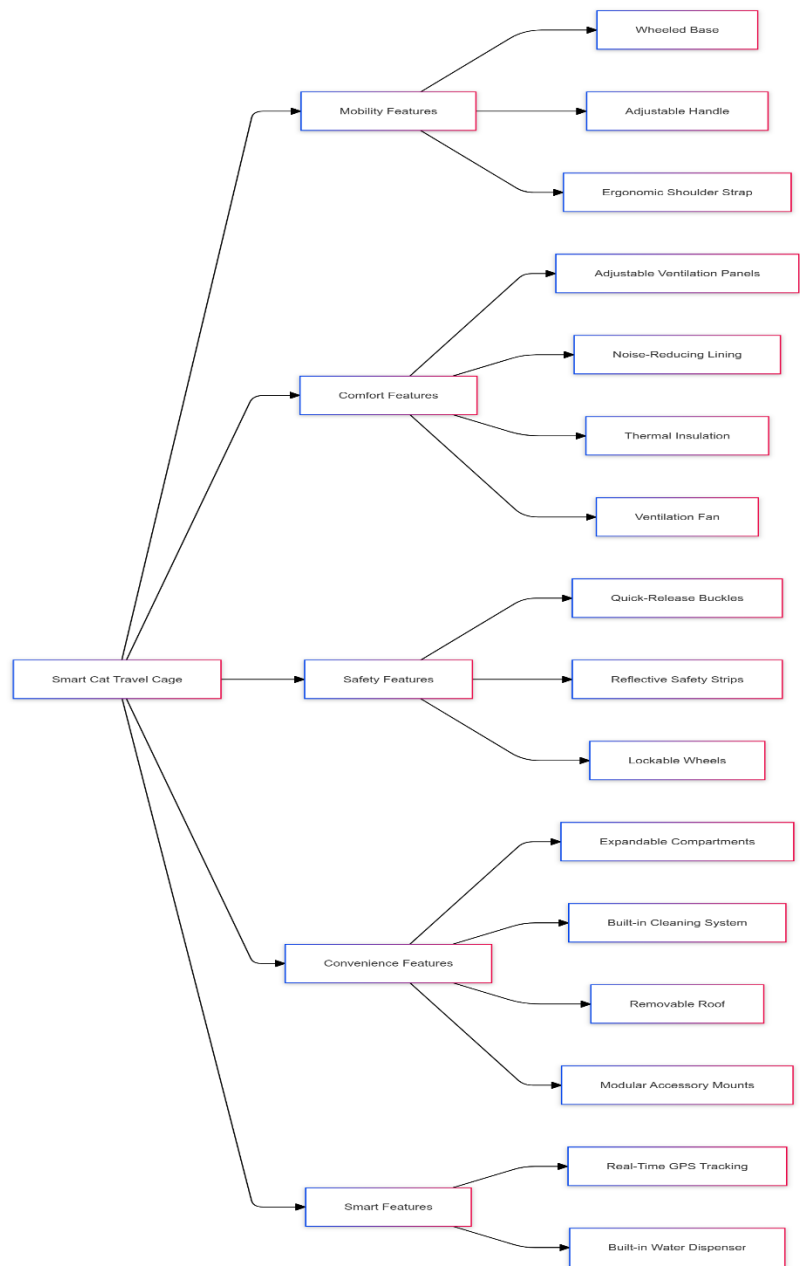 Wheeled Base
Mobility Features
Adjustable Handle
Ergonomic Shoulder Strap
Adjustable Ventilation Panels
Noise-Reducing Lining
Comfort Features
Thermal Insulation
Ventilation Fan
Quick-Release Buckles
Smart Cat Travel Cage
Safety Features
Reflective Safety Strips
Lockable Wheels
Expandable Compartments
Built-in Cleaning System
Convenience Features
Removable Roof
Modular Accessory Mounts
Real-Time GPS Tracking
Smart Features
Built-in Water Dispenser